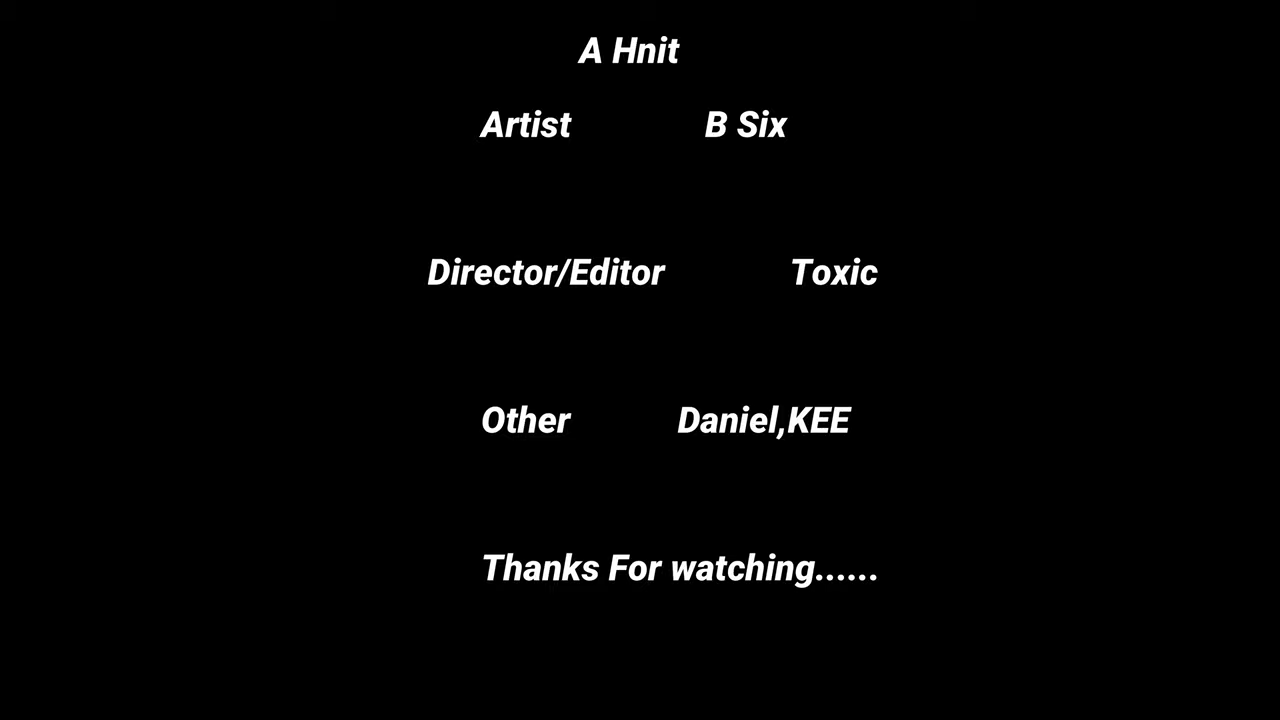 A Hnit
Artist B Six
Director/Editor Toxic
Other Daniel,KEE
Thanks For watching......